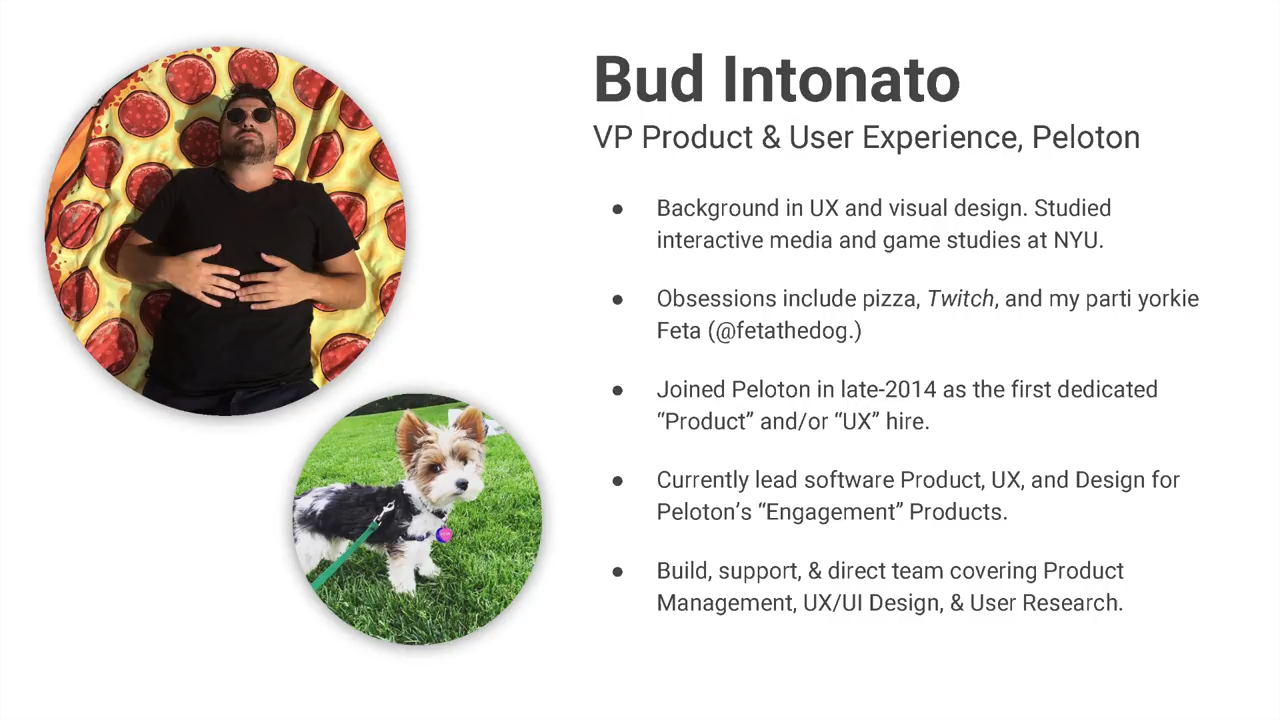 Bud Intonato
VP Product & User Experience, Peloton
● Background in UX and visual design. Studied
interactive media and game studies at NYU.
● Obsessions include pizza, Twitch, and my parti yorkie
Feta (@fetathedog.)
● Joined Peloton in late-2014 as the first dedicated
“Product” and/or “UX” hire.
● Currently lead software Product, UX, and Design for
Peloton’s “Engagement” Products.
● Build, support, & direct team covering Product
Management, UX/UI Design, & User Research.